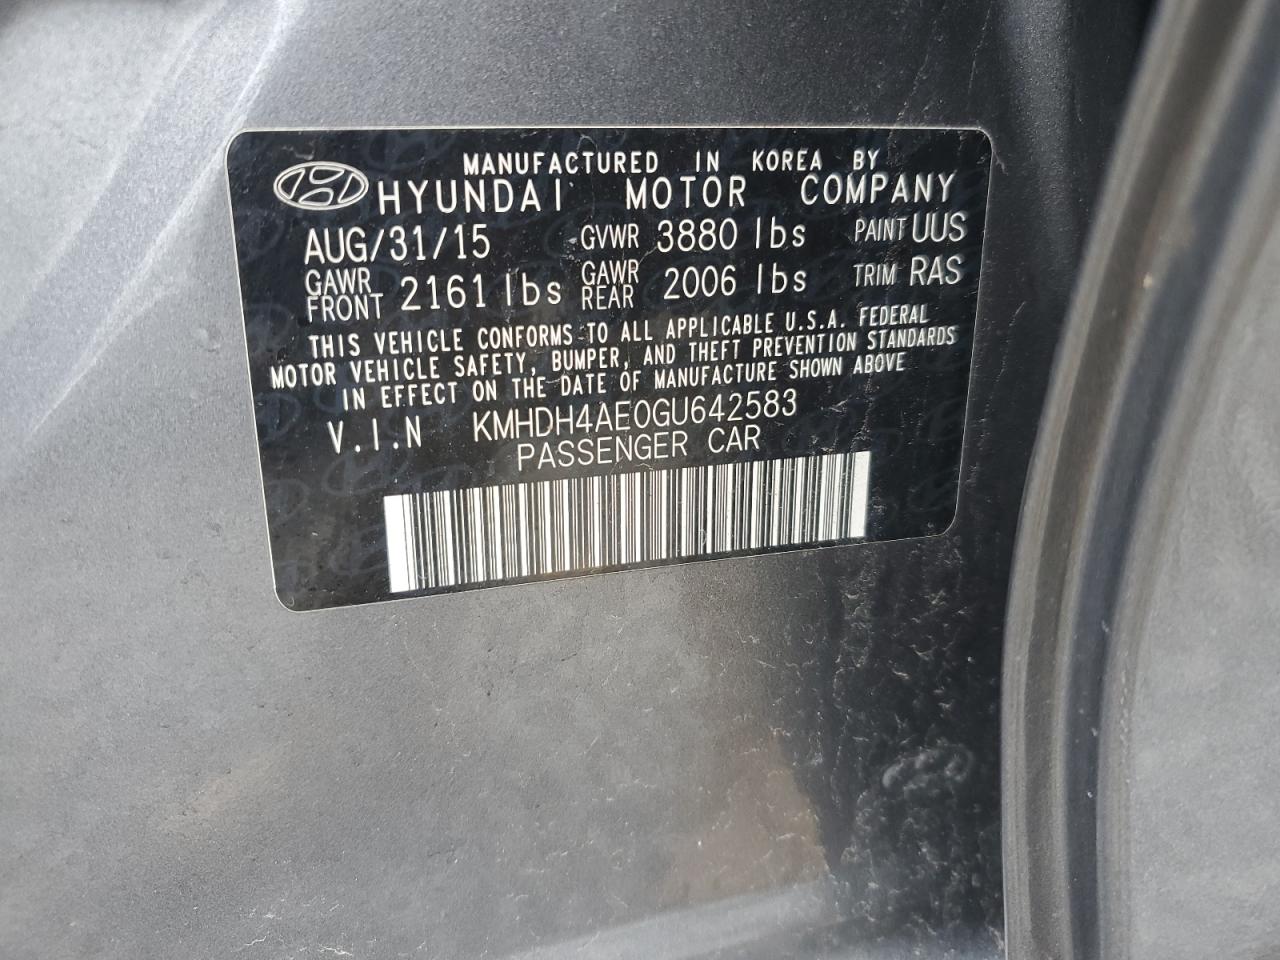 MANUFACTURED IN KOREA BY
HYUNDAI MOTOR COMPANY
AUG/31/15 GVWR 3880 lbs PAINT UUS
GAWR FRONT 2161 lbs GAWR REAR 2006 lbs TRIM RAS
THIS VEHICLE CONFORMS TO ALL APPLICABLE U.S.A. FEDERAL
MOTOR VEHICLE SAFETY, BUMPER, AND THEFT PREVENTION STANDARDS
IN EFFECT ON THE DATE OF MANUFACTURE SHOWN ABOVE
V.I.N KMHDH4AE0GU642583
PASSENGER CAR